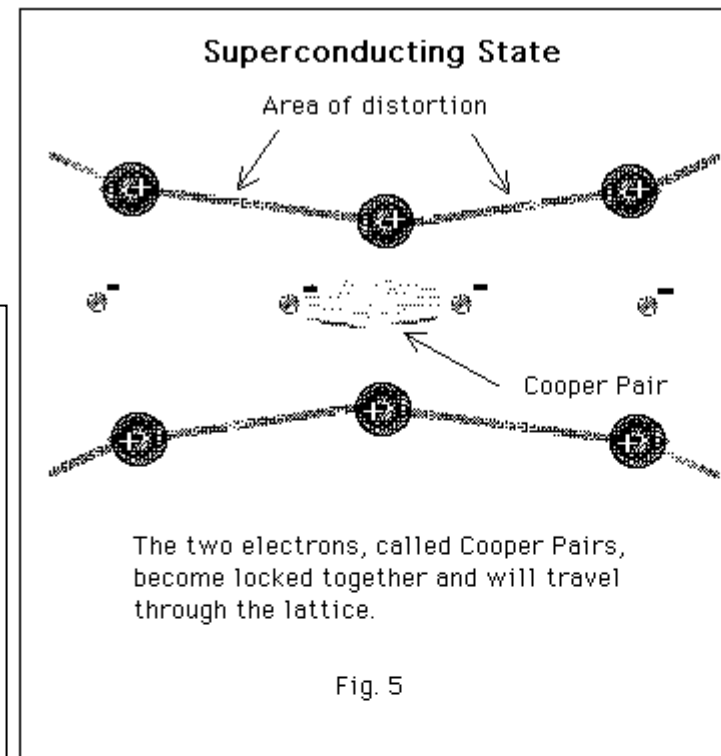 Superconducting State
Area of distortion
+ + +
- - - -
Cooper Pair
+ + +
The two electrons, called Cooper Pairs,
become locked together and will travel
through the lattice.
Fig. 5